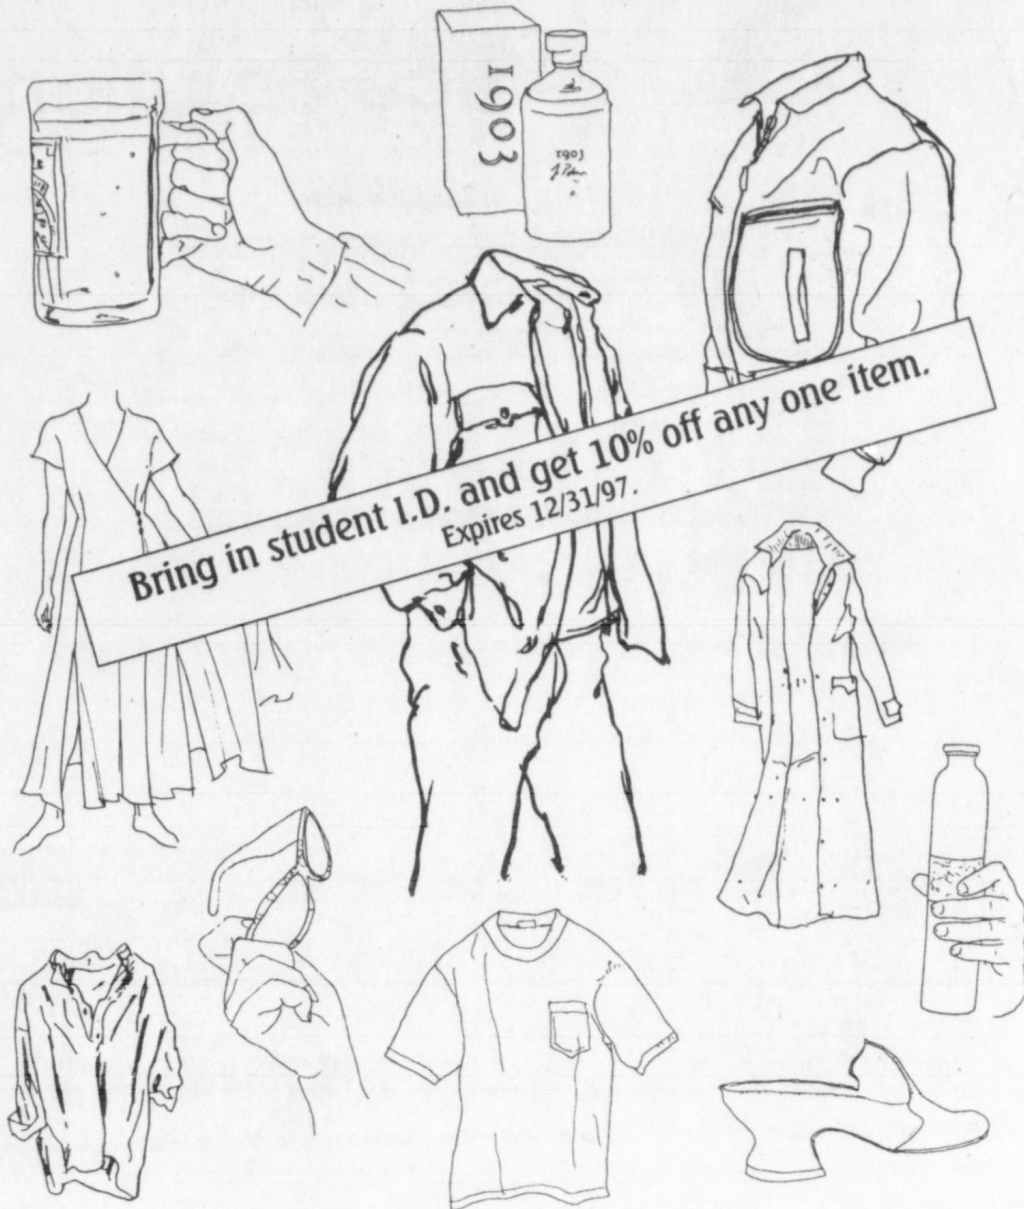 1903
1903
Bring in student I.D. and get 10% off any one item.
Expires 12/31/97.